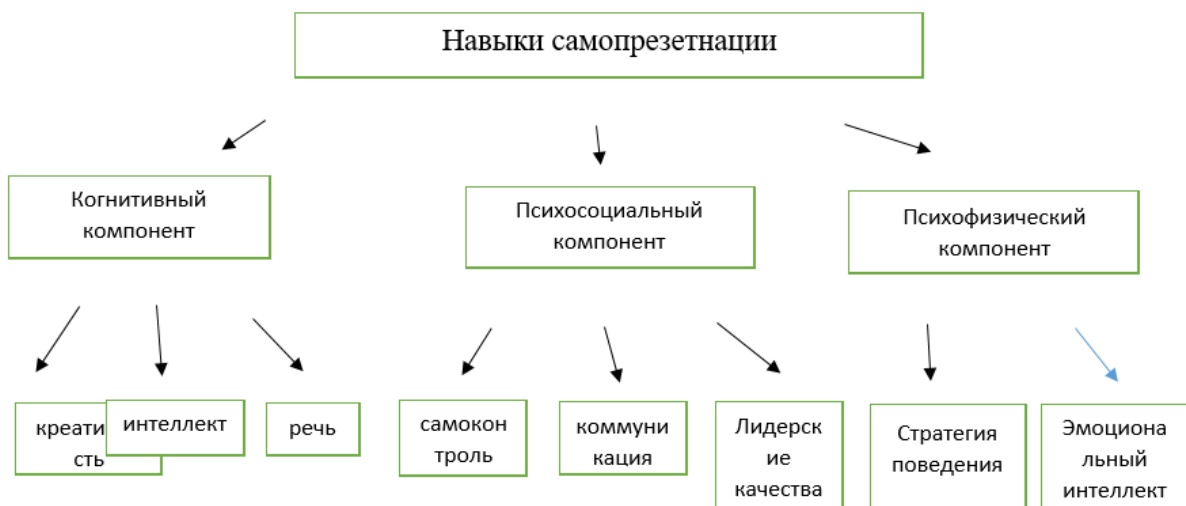 Навыки самопрезетнации
Когнитивный
компонент
Психосоциальный
компонент
Психофизический
компонент
креати
сть
интеллект
речь
самокон
троль
коммуни
кация
Лидерск
ие
качества
Стратегия
поведения
Эмоциона
льный
интеллект